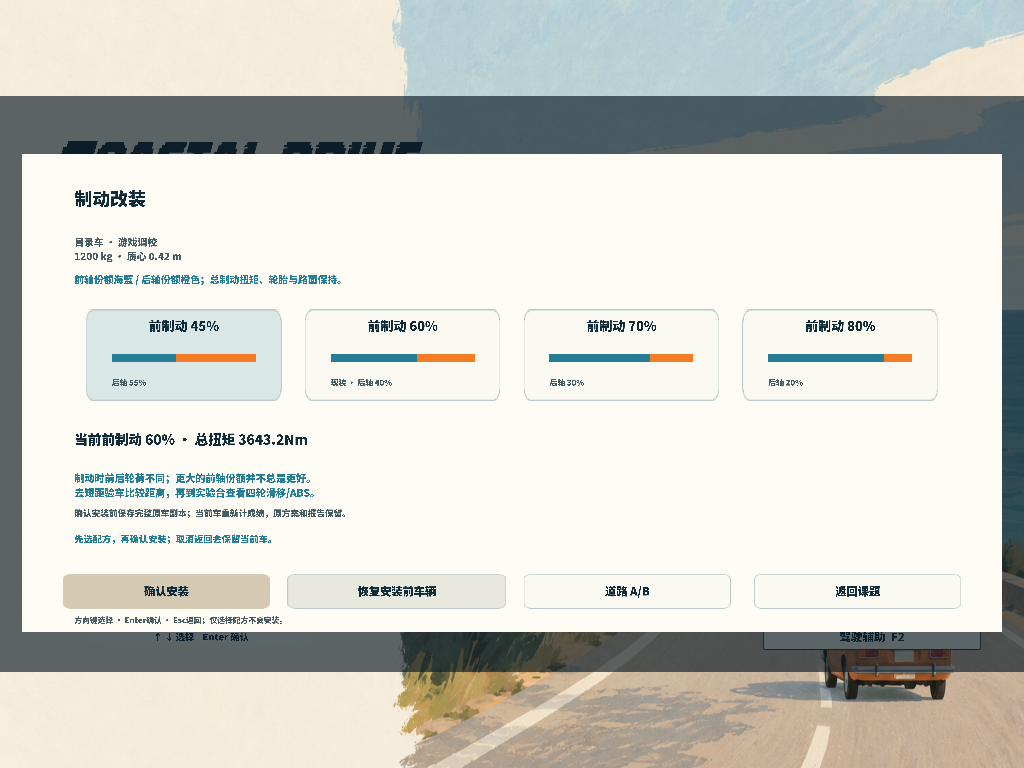 制动改装
目录车 · 游戏调校
1200 kg · 质心 0.42 m
前轴份额海蓝 / 后轴份额橙色；总制动扭矩、轮胎与路面保持。
前制动 45%
后轴 55%
前制动 60%
现装 · 后轴 40%
前制动 70%
后轴 30%
前制动 80%
后轴 20%
当前前制动 60% · 总扭矩 3643.2Nm
制动时前后轮荷不同；更大的前轴份额并不总是更好。
去短距验车比较距离，再到实验台查看四轮滑移/ABS。
确认安装前保存完整原车副本；当前车重新计成绩，原方案和报告保留。
先选配方，再确认安装；取消返回去保留当前车。
确认安装
恢复安装前车辆
道路 A/B
返回课题
方向键选择 · Enter确认 · Esc返回；仅选择配方不会安装。
↑ ↓ 选择 Enter 确认
驾驶辅助 F2